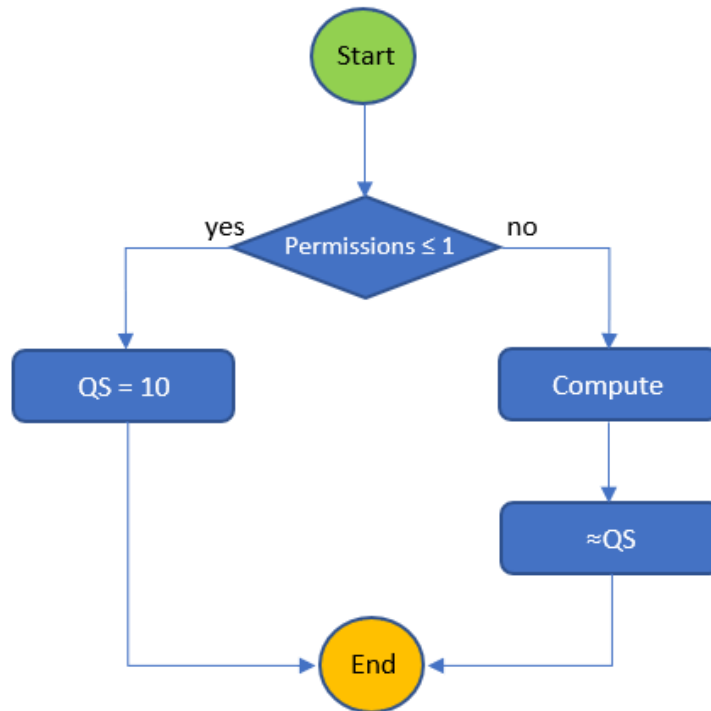 Start
yes
no
Permissions ≤ 1
QS = 10
Compute
≈QS
End